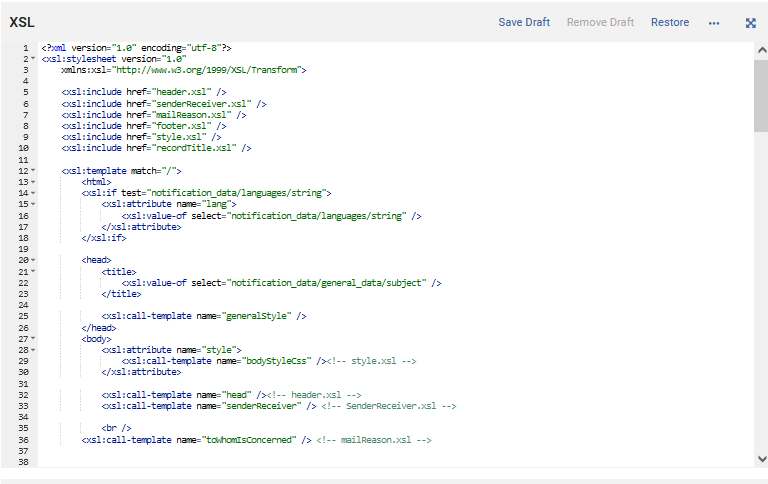 XSL
Save Draft Remove Draft Restore ...
1 <?xml version="1.0" encoding="utf-8"?>
2 <xsl:stylesheet version="1.0"
3 xmlns:xsl="http://www.w3.org/1999/XSL/Transform">
4
5 <xsl:include href="header.xsl" />
6 <xsl:include href="senderReceiver.xsl" />
7 <xsl:include href="mailReason.xsl" />
8 <xsl:include href="footer.xsl" />
9 <xsl:include href="style.xsl" />
10 <xsl:include href="recordTitle.xsl" />
11
12 <xsl:template match="/">
13 <html>
14 <xsl:if test="notification_data/languages/string">
15 <xsl:attribute name="lang">
16 <xsl:value-of select="notification_data/languages/string" />
17 </xsl:attribute>
18 </xsl:if>
19
20 <head>
21 <title>
22 <xsl:value-of select="notification_data/general_data/subject" />
23 </title>
24
25 <xsl:call-template name="generalStyle" />
26 </head>
27 <body>
28 <xsl:attribute name="style">
29 <xsl:call-template name="bodyStyleCss" /><!-- style.xsl -->
30 </xsl:attribute>
31
32 <xsl:call-template name="head" /><!-- header.xsl -->
33 <xsl:call-template name="senderReceiver" /> <!-- SenderReceiver.xsl -->
34
35 <br />
36 <xsl:call-template name="toWhomIsConcerned" /> <!-- mailReason.xsl -->
37
38